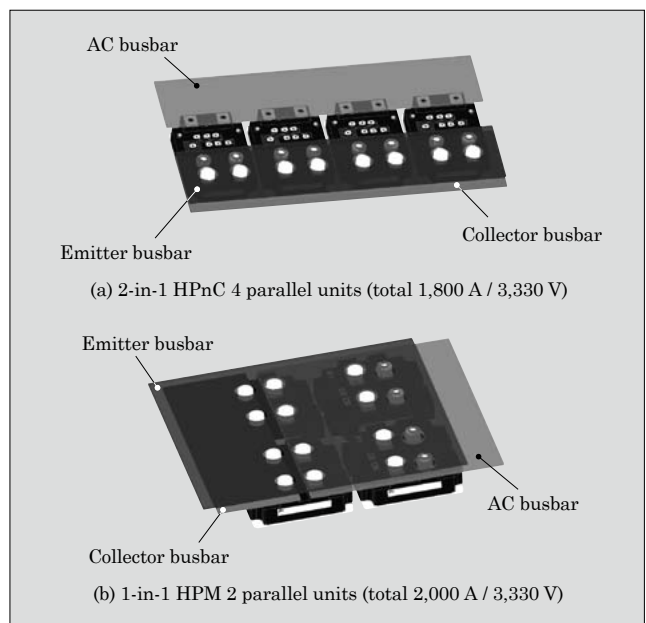 AC busbar
Emitter busbar
Collector busbar
(a) 2-in-1 HPnC 4 parallel units (total 1,800 A / 3,330 V)
Emitter busbar
AC busbar
Collector busbar
(b) 1-in-1 HPM 2 parallel units (total 2,000 A / 3,330 V)